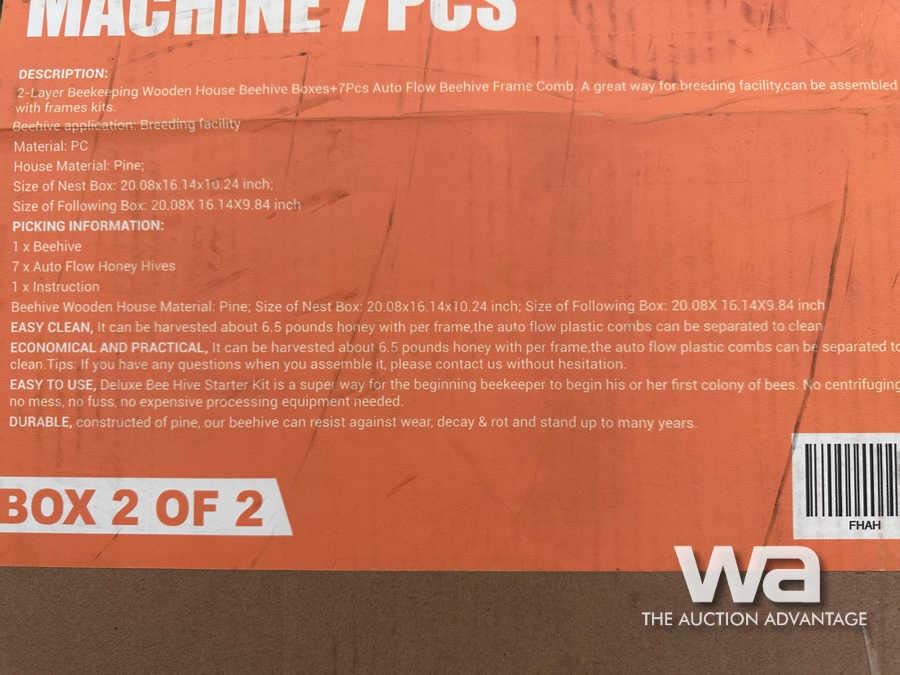 MACHINE 7 PCS
DESCRIPTION:
2-Layer Beekeeping Wooden House Beehive Boxes+7Pcs Auto Flow Beehive Frame Comb. A great way for breeding facility,can be assembled
with frames kits.
Beehive application: Breeding facility
Material: PC
House Material: Pine;
Size of Nest Box: 20.08x16.14x10.24 inch;
Size of Following Box: 20.08X 16.14X9.84 inch
PICKING INFORMATION:
1 x Beehive
7 x Auto Flow Honey Hives
1 x Instruction
Beehive Wooden House Material: Pine; Size of Nest Box: 20.08x16.14x10.24 inch; Size of Following Box: 20.08X 16.14X9.84 inch
EASY CLEAN, It can be harvested about 6.5 pounds honey with per frame,the auto flow plastic combs can be separated to clean
ECONOMICAL AND PRACTICAL, It can be harvested about 6.5 pounds honey with per frame,the auto flow plastic combs can be separated to
clean.Tips: If you have any questions when you assemble it, please contact us without hesitation.
EASY TO USE, Deluxe Bee Hive Starter Kit is a super way for the beginning beekeeper to begin his or her first colony of bees. No centrifuging
no mess, no fuss, no expensive processing equipment needed.
DURABLE, constructed of pine, our beehive can resist against wear, decay & rot and stand up to many years.
BOX 2 OF 2
FHAH
wa
THE AUCTION ADVANTAGE